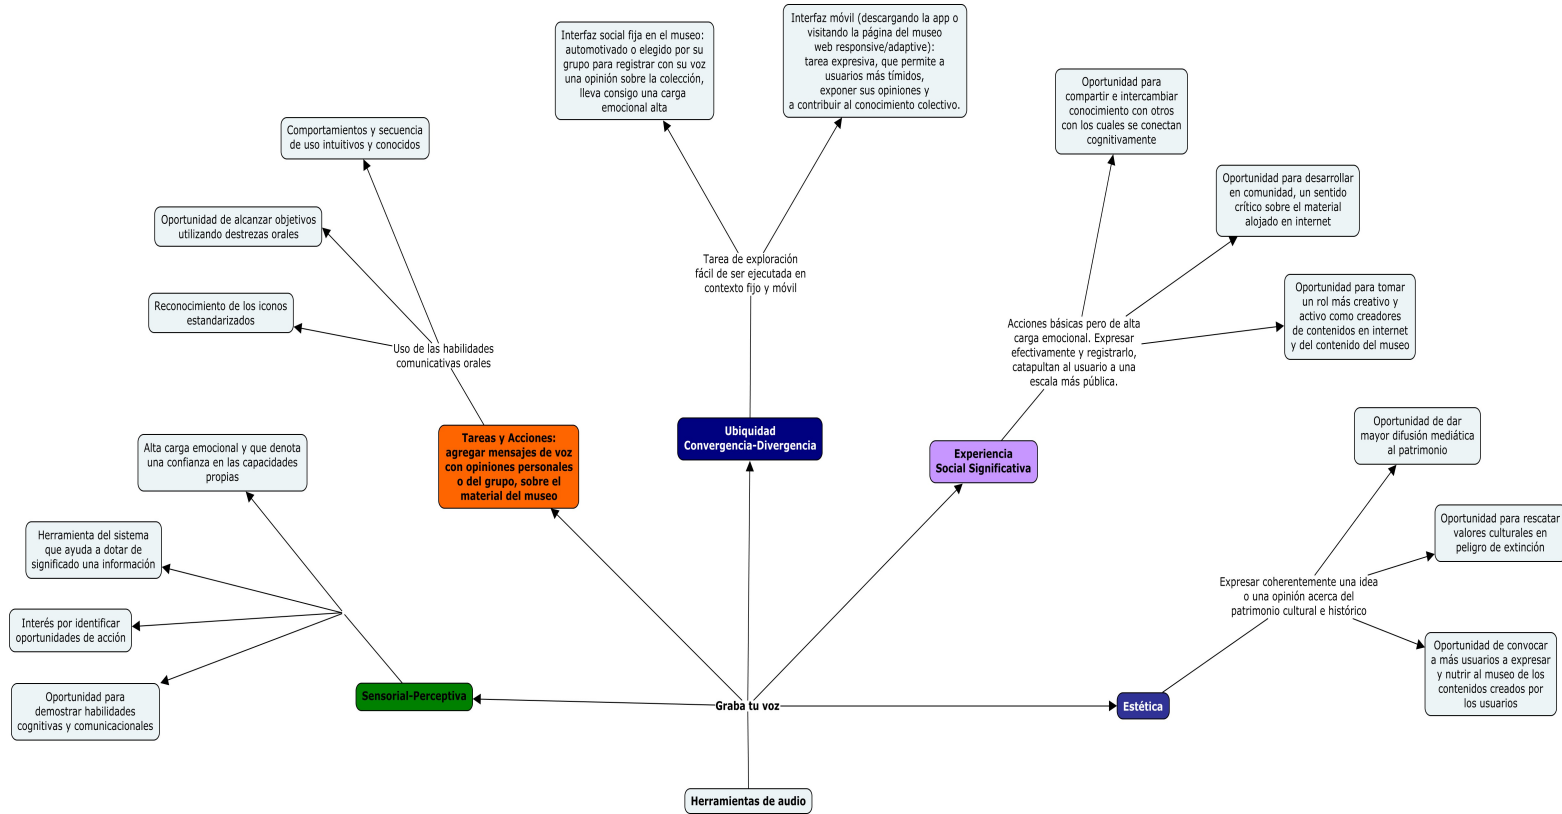 Interfaz social fija en el museo:
automotivado o elegido por su
grupo para registrar con su voz
una opinión sobre la colección,
lleva consigo una carga
emocional alta
Interfaz móvil (descargando la app o
visitando la página del museo
web responsive/adaptive):
tarea expresiva, que permite a
usuarios más tímidos,
exponer sus opiniones y
a contribuir al conocimiento colectivo.
Oportunidad para
compartir e intercambiar
conocimiento con otros
con los cuales se conectan
cognitivamente
Comportamientos y secuencia
de uso intuitivos y conocidos
Oportunidad para desarrollar
en comunidad, un sentido
crítico sobre el material
alojado en internet
Oportunidad de alcanzar objetivos
utilizando destrezas orales
Tarea de exploración
fácil de ser ejecutada en
contexto fijo y móvil
Oportunidad para tomar
un rol más creativo y
activo como creadores
de contenidos en internet
y del contenido del museo
Reconocimiento de los iconos
estandarizados
Uso de las habilidades
comunicativas orales
Acciones básicas pero de alta
carga emocional. Expresar
efectivamente y registrarlo,
catapultan al usuario a una
escala más pública.
Tareas y Acciones:
agregar mensajes de voz
con opiniones personales
o del grupo, sobre el
material del museo
Ubiquidad
Convergencia-Divergencia
Experiencia
Social Significativa
Oportunidad de dar
mayor difusión mediática
al patrimonio
Alta carga emocional y que denota
una confianza en las capacidades
propias
Oportunidad para rescatar
valores culturales en
peligro de extinción
Herramienta del sistema
que ayuda a dotar de
significado una información
Expresar coherentemente una idea
o una opinión acerca del
patrimonio cultural e histórico
Interés por identificar
oportunidades de acción
Oportunidad de convocar
a más usuarios a expresar
y nutrir al museo de los
contenidos creados por
los usuarios
Oportunidad para
demostrar habilidades
cognitivas y comunicacionales
Sensorial-Perceptiva
Graba tu voz
Estética
Herramientas de audio